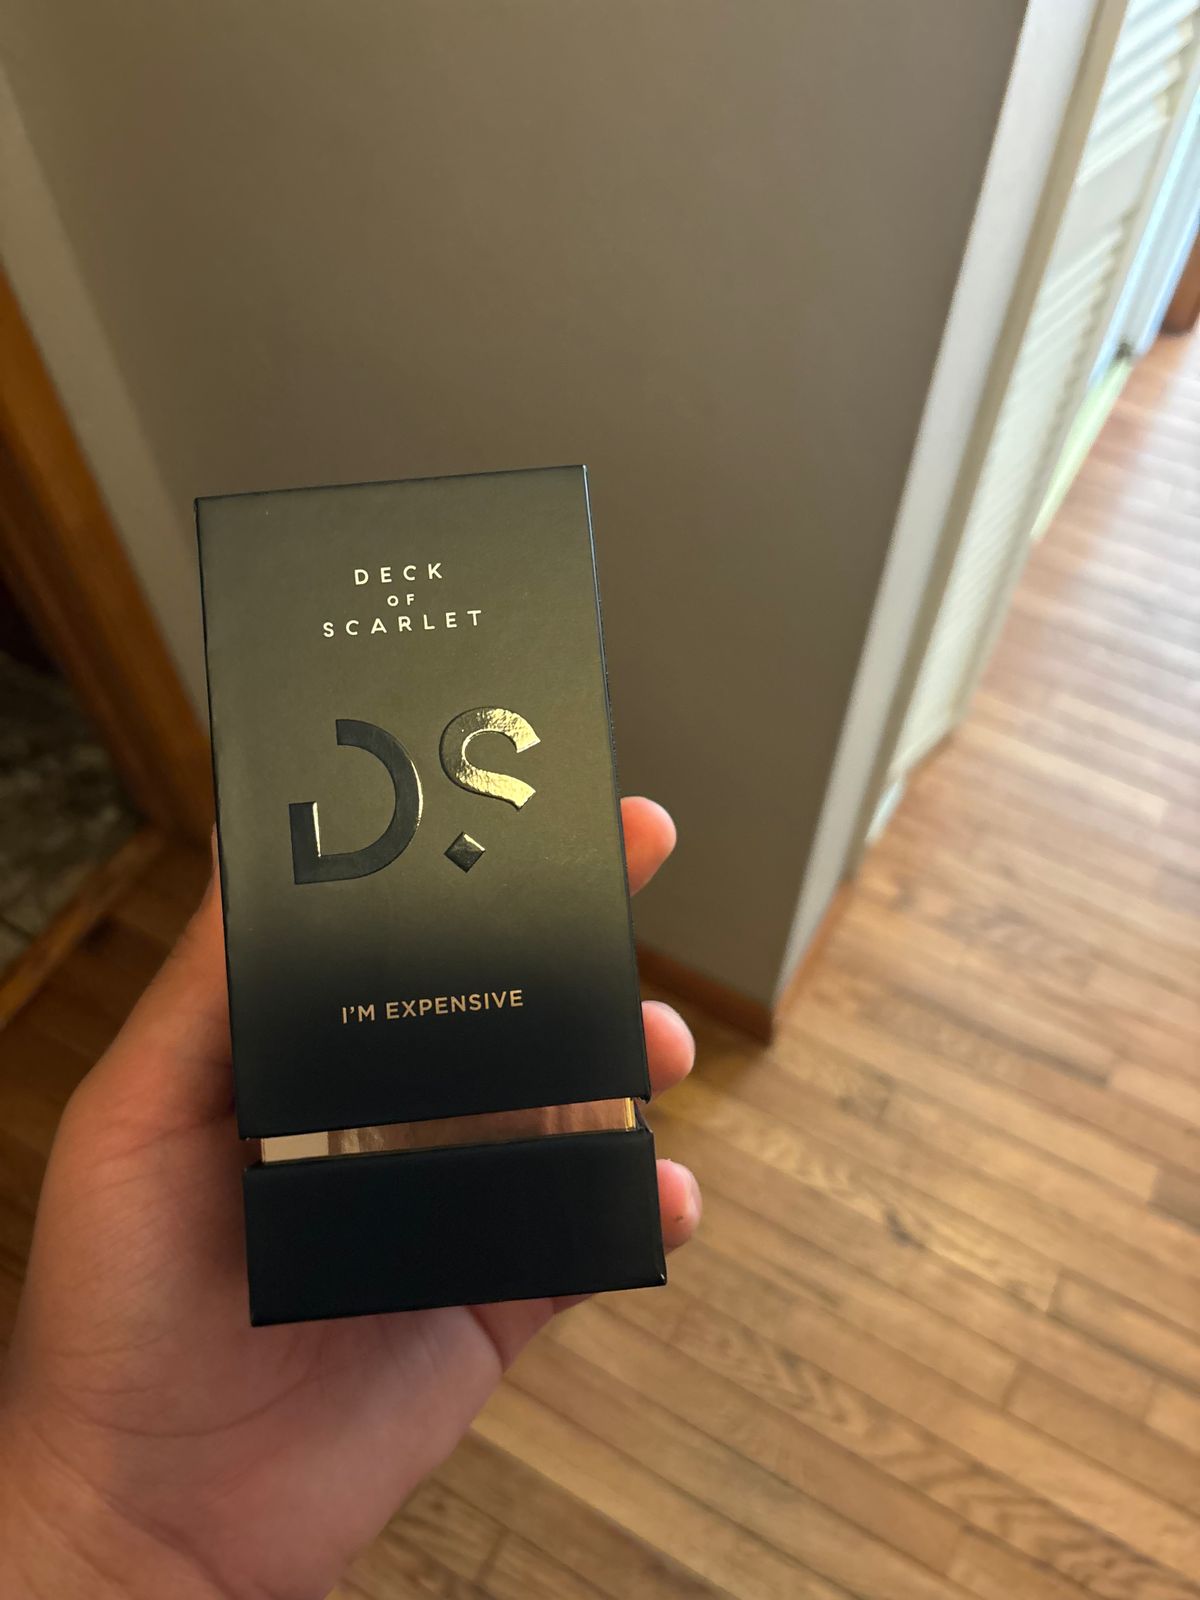 DECK
OF
SCARLET
DS
I'M EXPENSIVE